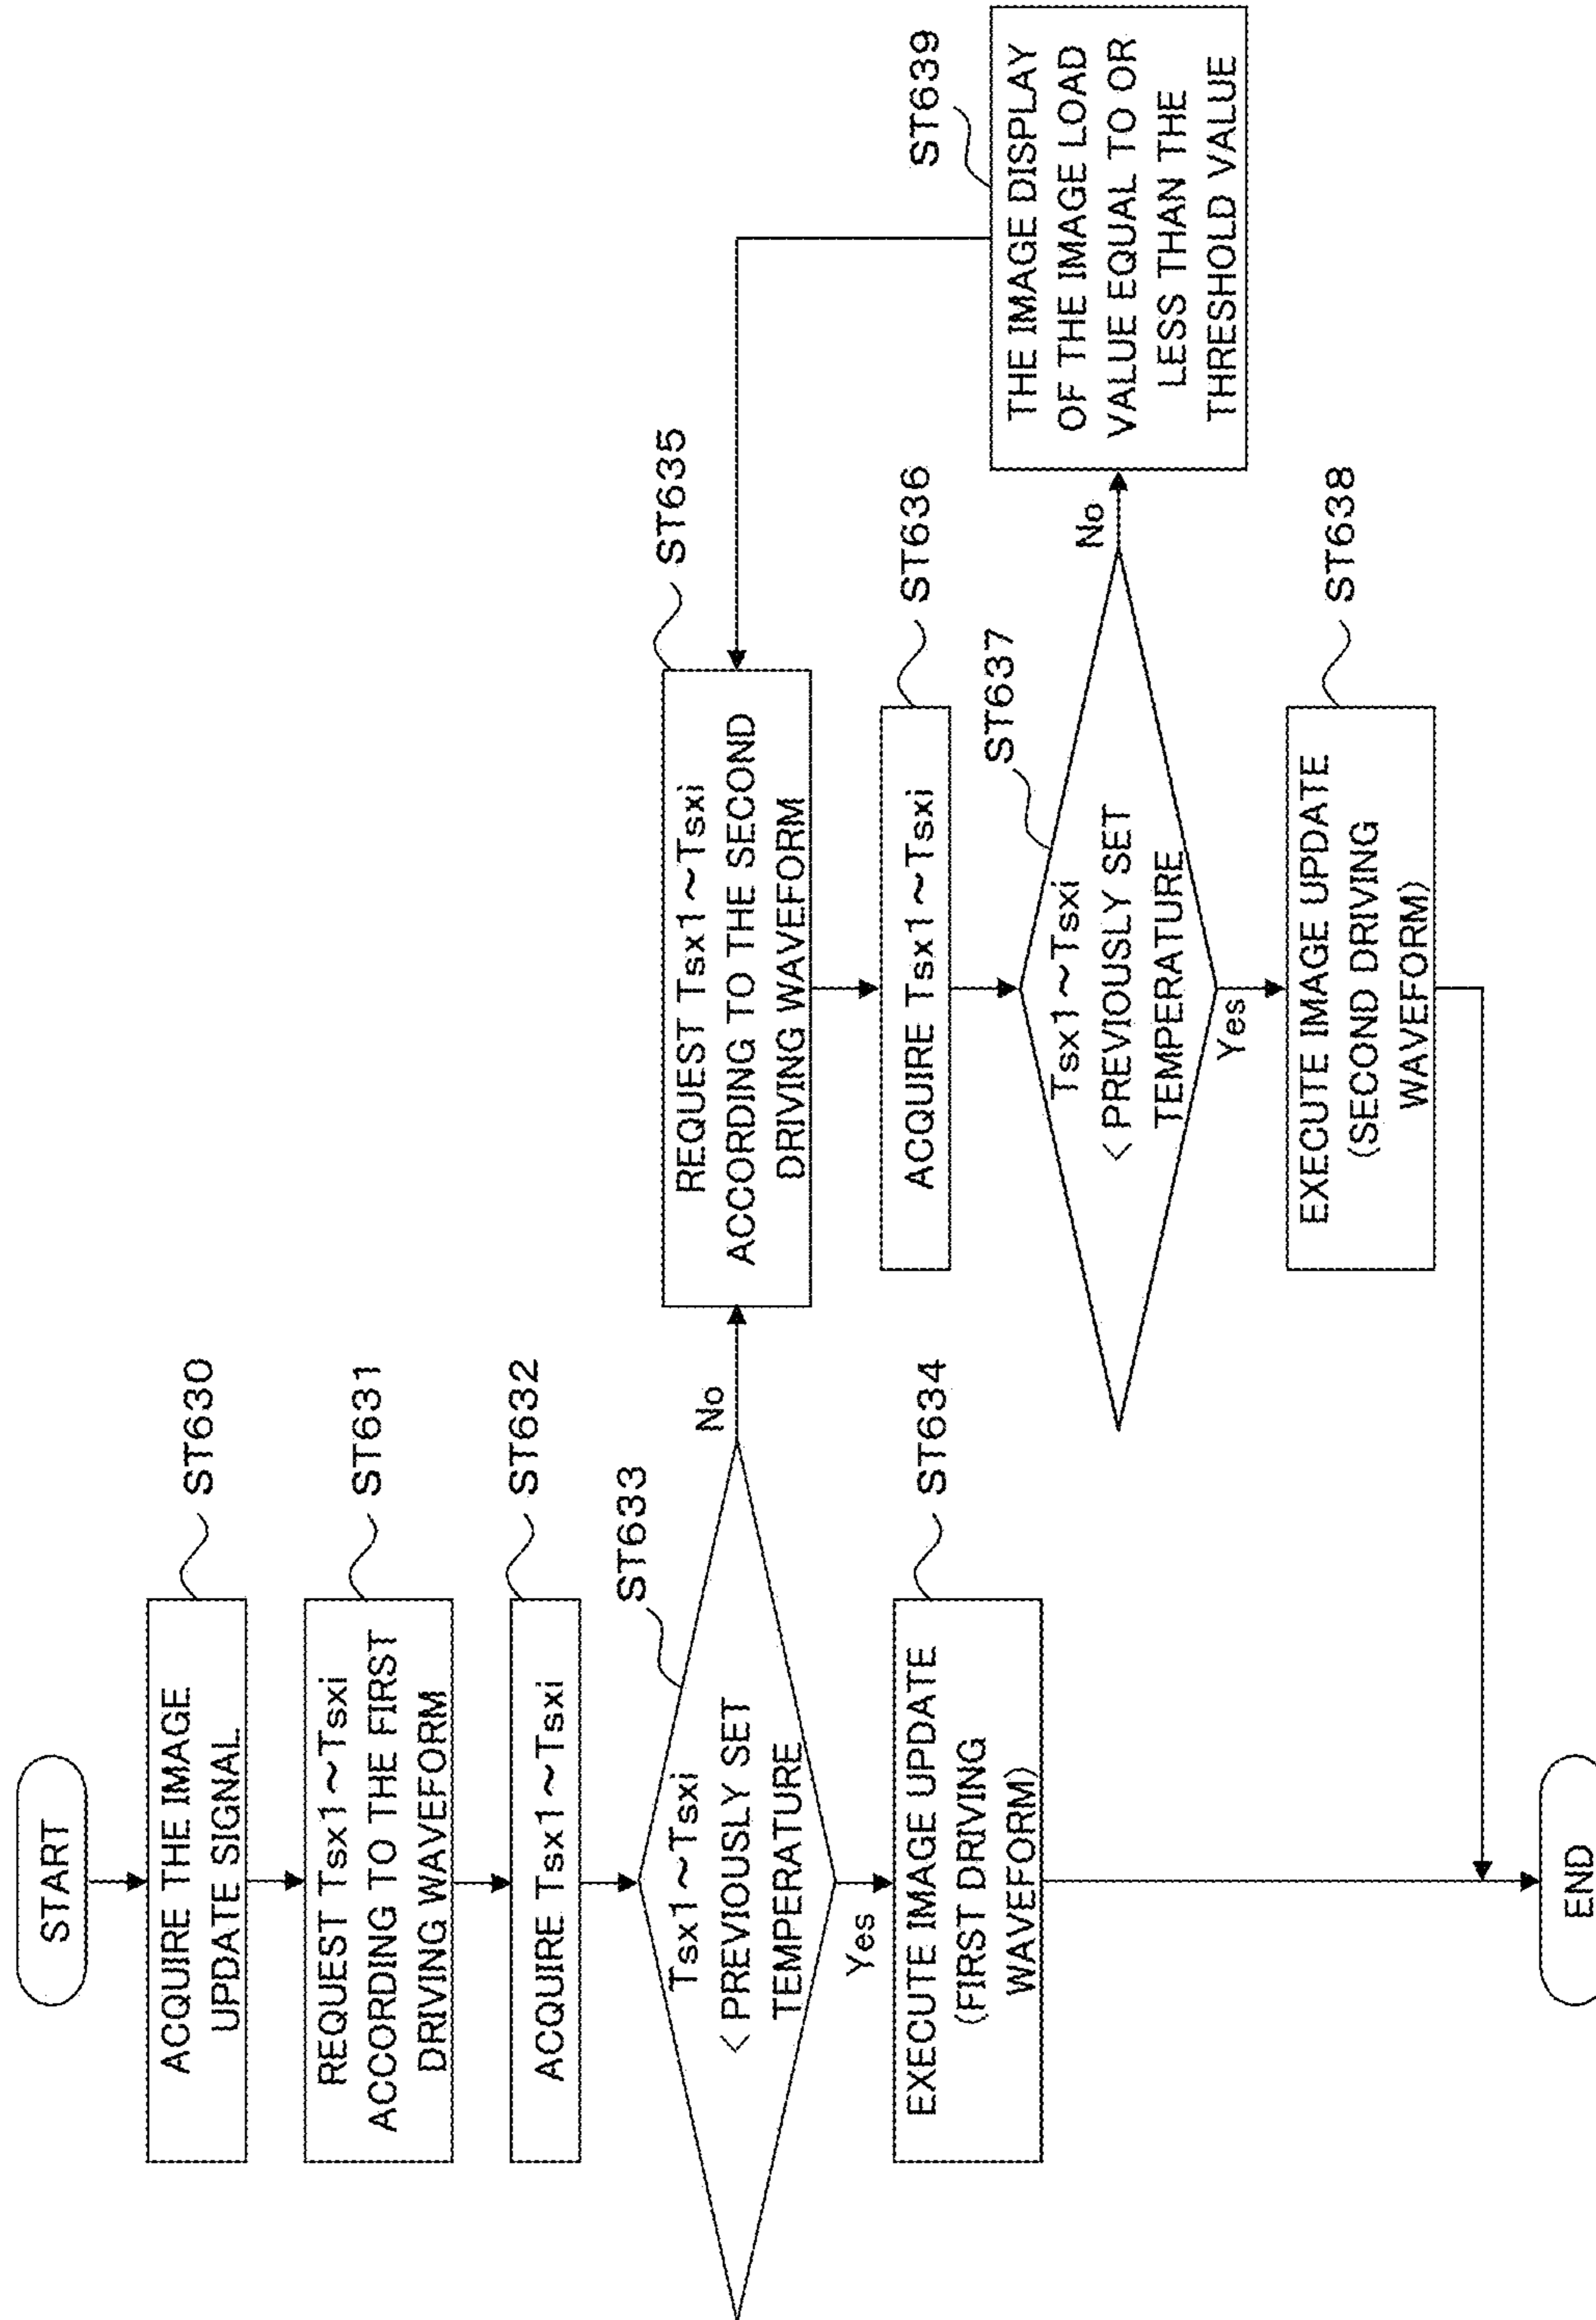 START
ACQUIRE THE IMAGE
UPDATE SIGNAL
ST630
REQUEST Tsx1～Tsxi
ACCORDING TO THE FIRST
DRIVING WAVEFORM
ST631
ACQUIRE Tsx1～Tsxi
ST632
Tsx1～Tsxi
＜PREVIOUSLY SET
TEMPERATURE
ST633
No
Yes
EXECUTE IMAGE UPDATE
(FIRST DRIVING
WAVEFORM)
ST634
REQUEST Tsx1～Tsxi
ACCORDING TO THE SECOND
DRIVING WAVEFORM
ST635
ACQUIRE Tsx1～Tsxi
ST636
Tsx1～Tsxi
＜PREVIOUSLY SET
TEMPERATURE
ST637
No
Yes
EXECUTE IMAGE UPDATE
(SECOND DRIVING
WAVEFORM)
ST638
THE IMAGE DISPLAY
OF THE IMAGE LOAD
VALUE EQUAL TO OR
LESS THAN THE
THRESHOLD VALUE
ST639
END